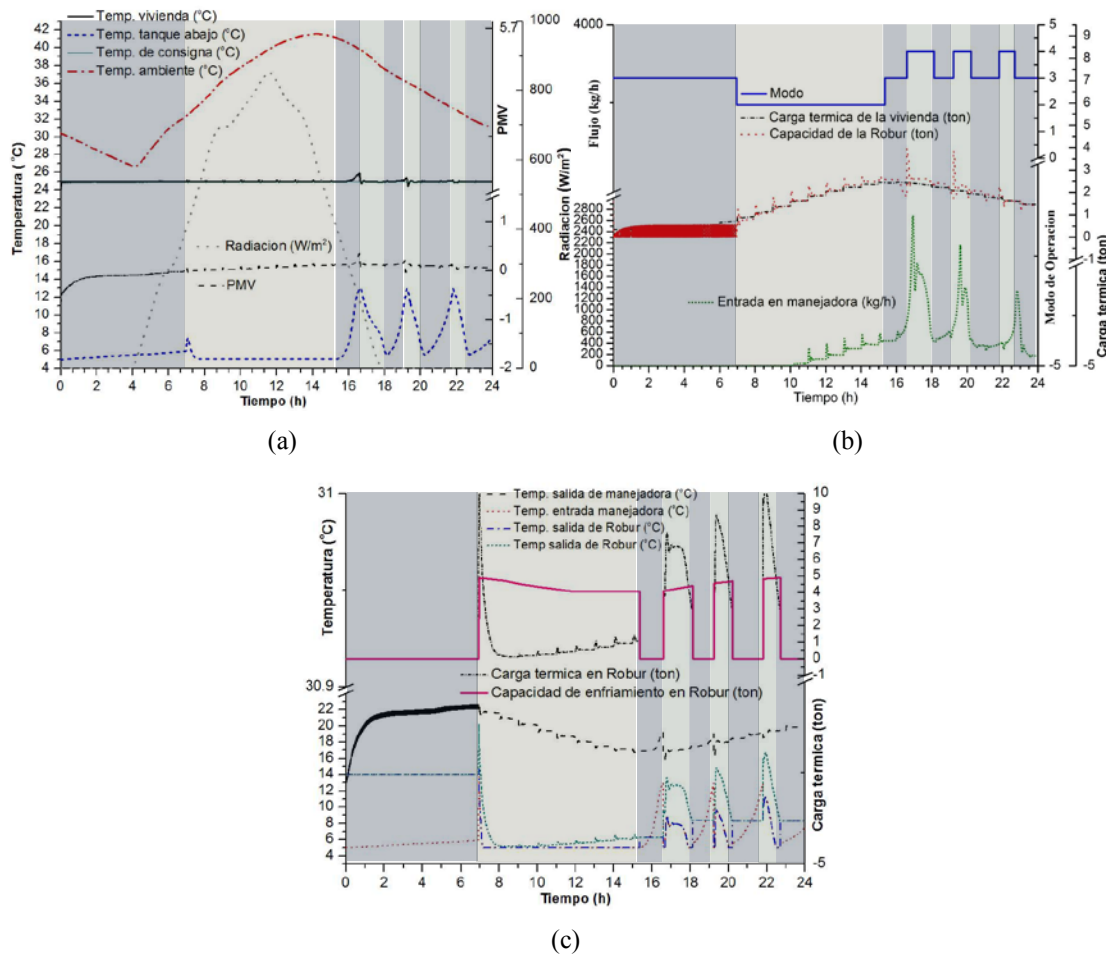 Temp. vivienda (°C)
Temp. tanque abajo (°C)
Temp. de consigna (°C)
Temp. ambiente (°C)
42
40
38
36
34
32
30
28
26
24
18
16
14
12
10
8
6
4
Temperatura (°C)
Radiacion (W/m²)
PMV
0 2 4 6 8 10 12 14 16 18 20 22 24
Tiempo (h)
5.7
1
0
-1
-2
PMV
1000
800
600
400
200
0
Radiacion (W/m²)
(a)
4000
2800
2600
2400
2200
2000
1800
1600
1400
1200
1000
800
600
400
200
0
Flujo (kg/h)
Modo
Carga termica de la vivienda (ton)
Capacidad de la Robur (ton)
Entrada en manejadora (kg/h)
0 2 4 6 8 10 12 14 16 18 20 22 24
Tiempo (h)
5
4
3
2
1
0
-5
Modo de Operacion
9
8
7
6
5
3
2
1
0
-1
-5
Carga termica (ton)
(b)
31
30.9
22
20
18
16
14
12
10
8
6
4
Temperatura (°C)
Temp. salida de manejadora (°C)
Temp. entrada manejadora (°C)
Temp. salida de Robur (°C)
Temp salida de Robur (°C)
Carga termica en Robur (ton)
Capacidad de enfriamiento en Robur (ton)
0 2 4 6 8 10 12 14 16 18 20 22 24
Tiempo (h)
10
9
8
7
6
5
4
3
2
1
0
-1
-5
Carga termica (ton)
(c)